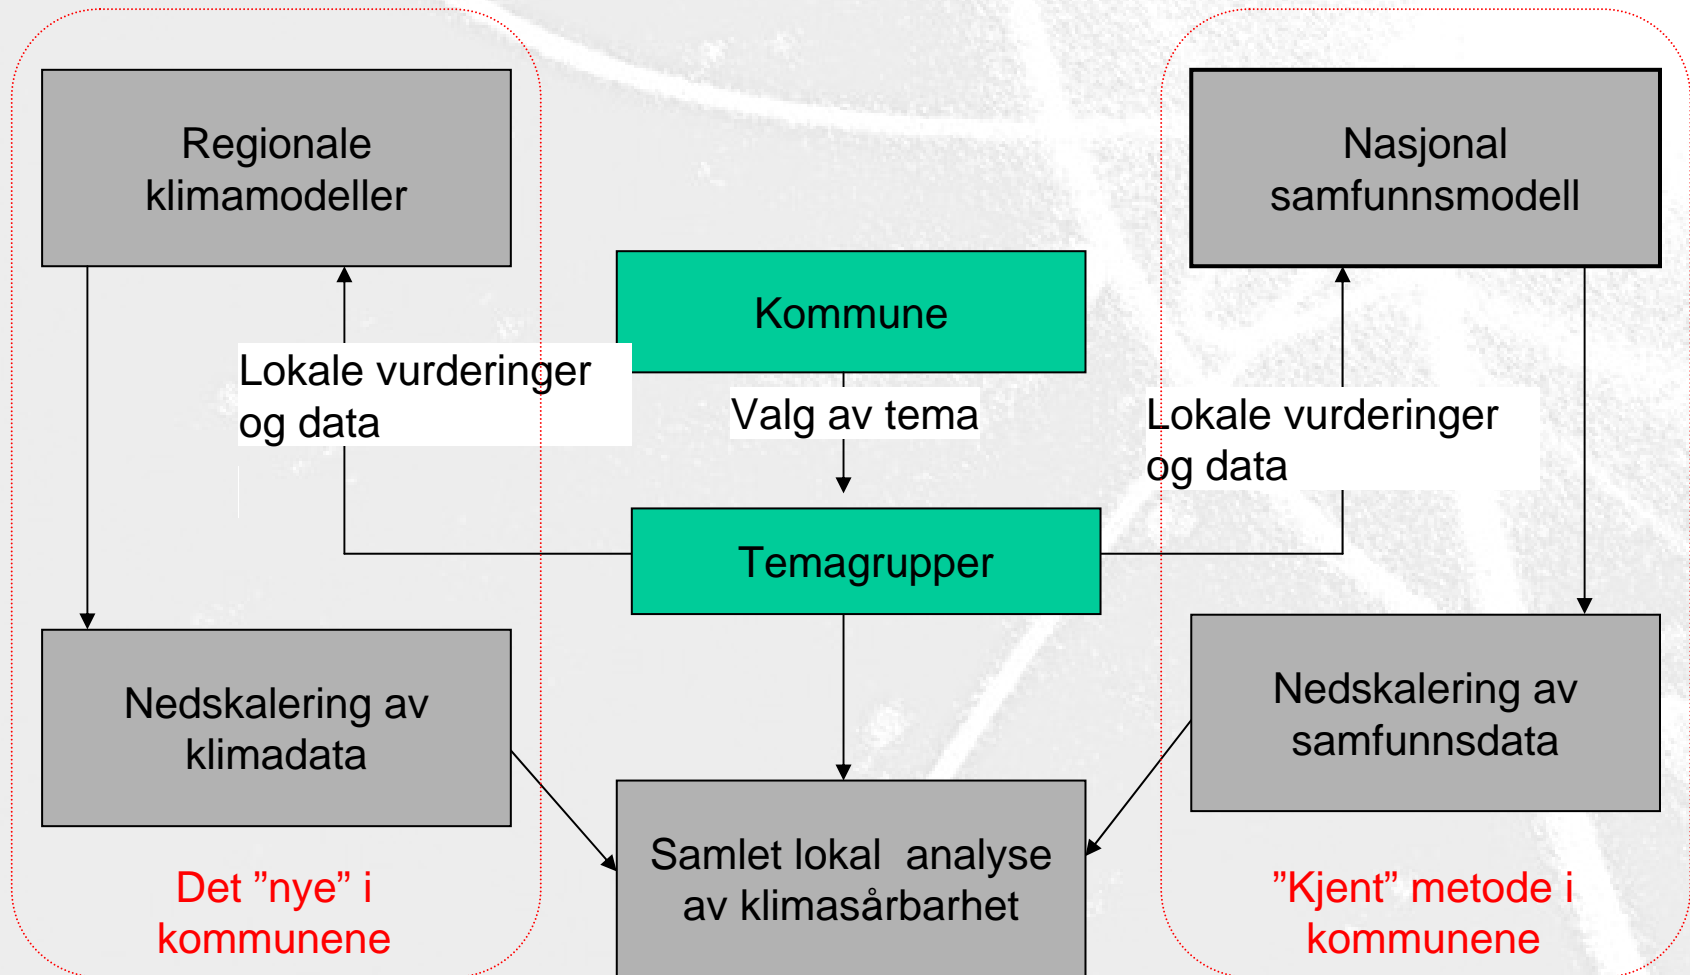 Regionale
klimamodeller
Nasjonal
samfunnsmodell
Kommune
Lokale vurderinger
og data
Valg av tema
Lokale vurderinger
og data
Temagrupper
Nedskalering av
klimadata
Nedskalering av
samfunnsdata
Samlet lokal analyse
av klimasårbarhet
Det ”nye” i
kommunene
”Kjent” metode i
kommunene